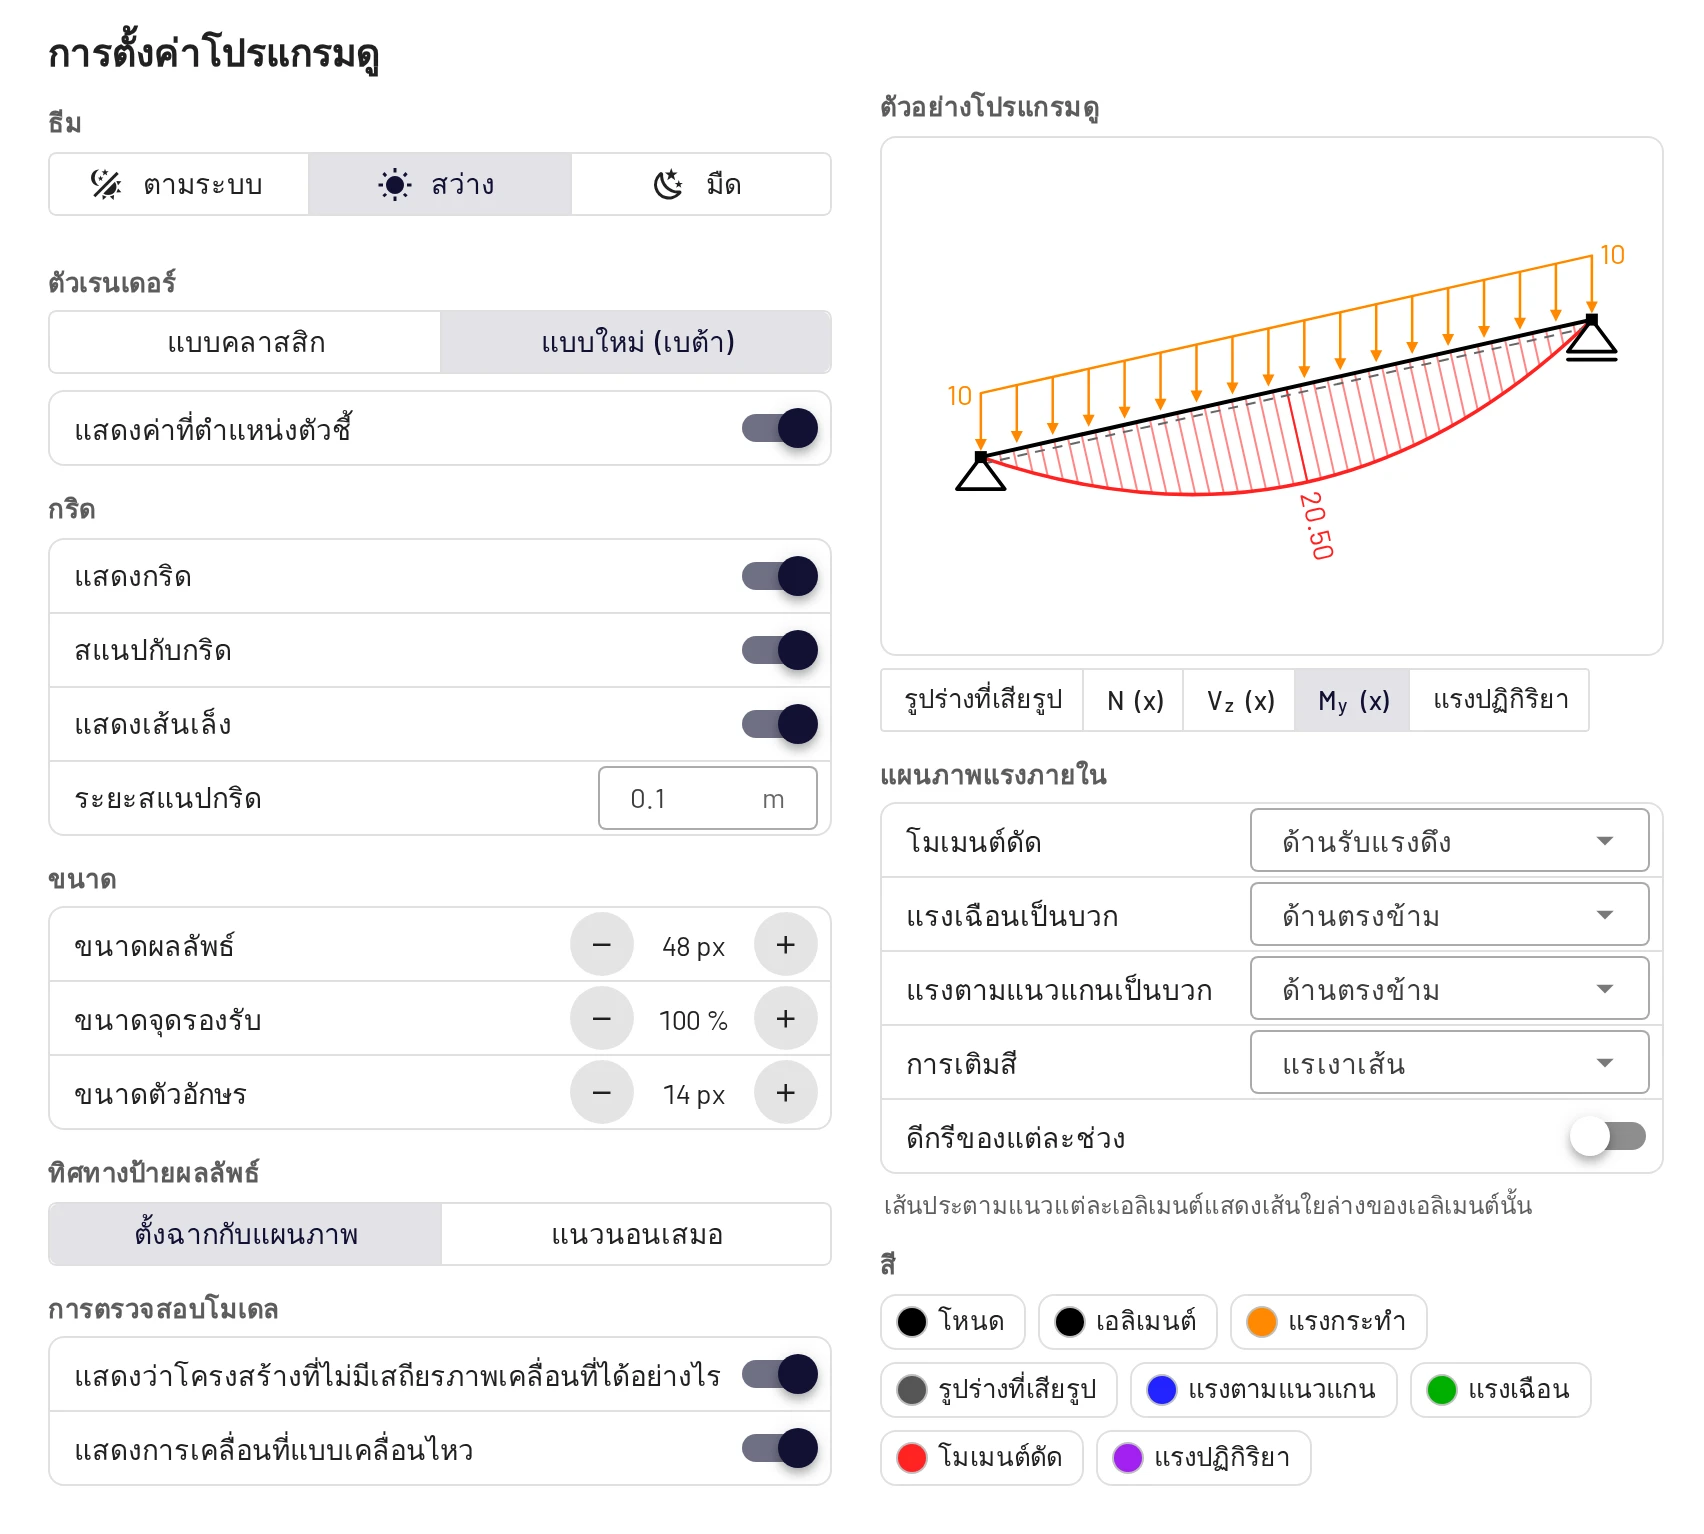 การตั้งค่าโปรแกรมดู
ธีม
ตามระบบ
สว่าง
มืด
ตัวเรนเดอร์
แบบคลาสสิก
แบบใหม่ (เบต้า)
แสดงค่าที่ตำแหน่งตัวชี้
กริด
แสดงกริด
สแนปกับกริด
แสดงเส้นเล็ง
ระยะสแนปกริด
0.1 m
ขนาด
ขนาดผลลัพธ์
− 48 px +
ขนาดจุดรองรับ
− 100 % +
ขนาดตัวอักษร
− 14 px +
ทิศทางป้ายผลลัพธ์
ตั้งฉากกับแผนภาพ
แนวนอนเสมอ
การตรวจสอบโมเดล
แสดงว่าโครงสร้างที่ไม่มีเสถียรภาพเคลื่อนที่ได้อย่างไร
แสดงการเคลื่อนที่แบบเคลื่อนไหว
ตัวอย่างโปรแกรมดู
10
10
20.50
รูปร่างที่เสียรูป
N (x)
Vz (x)
My (x)
แรงปฏิกิริยา
แผนภาพแรงภายใน
โมเมนต์ดัด
ด้านรับแรงดึง
แรงเฉือนเป็นบวก
ด้านตรงข้าม
แรงตามแนวแกนเป็นบวก
ด้านตรงข้าม
การเติมสี
แรเงาเส้น
ดีกรีของแต่ละช่วง
เส้นประตามแนวแต่ละเอลิเมนต์แสดงเส้นใยล่างของเอลิเมนต์นั้น
สี
โหนด
เอลิเมนต์
แรงกระทำ
รูปร่างที่เสียรูป
แรงตามแนวแกน
แรงเฉือน
โมเมนต์ดัด
แรงปฏิกิริยา